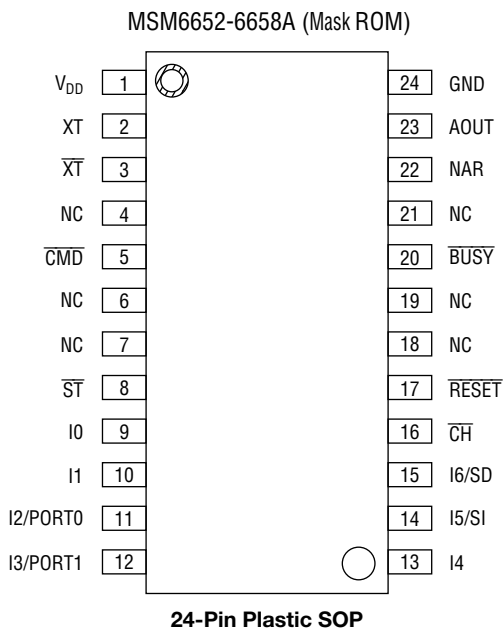 MSM6652-6658A (Mask ROM)
V_DD 1 24 GND
XT 2 23 AOUT
X̅T̅ 3 22 NAR
NC 4 21 NC
C̅M̅D̅ 5 20 B̅U̅S̅Y̅
NC 6 19 NC
NC 7 18 NC
S̅T̅ 8 17 R̅E̅S̅E̅T̅
I0 9 16 C̅H̅
I1 10 15 I6/SD
I2/PORT0 11 14 I5/SI
I3/PORT1 12 13 I4
24-Pin Plastic SOP